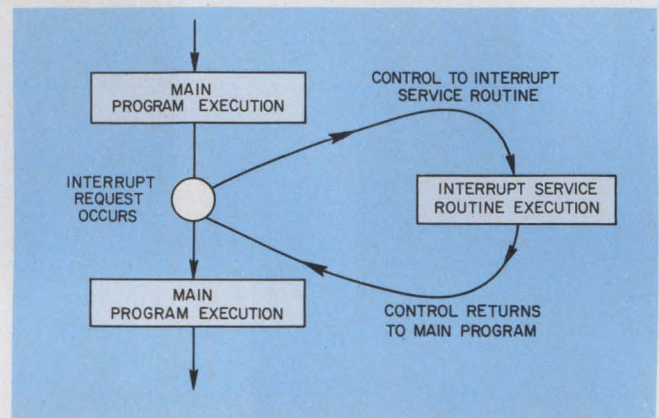 MAIN
PROGRAM EXECUTION
CONTROL TO INTERRUPT
SERVICE ROUTINE
INTERRUPT
REQUEST
OCCURS
INTERRUPT SERVICE
ROUTINE EXECUTION
MAIN
PROGRAM EXECUTION
CONTROL RETURNS
TO MAIN PROGRAM